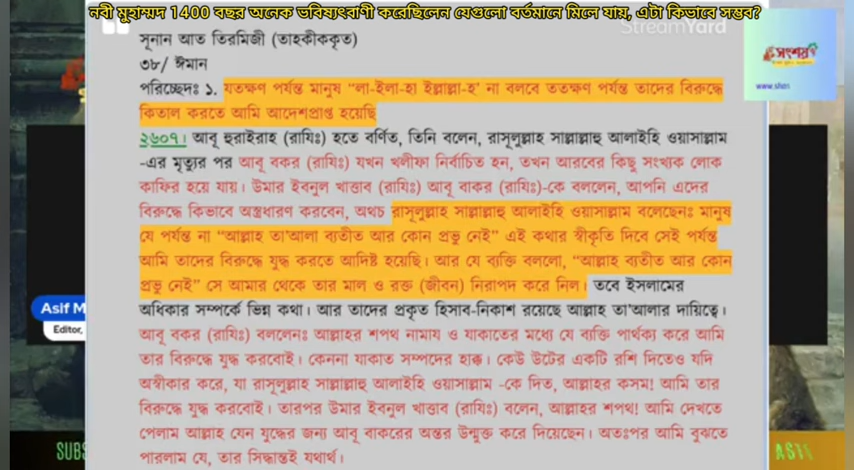 নবী মুহাম্মদ 1400 বছর অনেক ভবিষ্যৎবাণী করেছিলেন যেগুলো বর্তমানে মিলে যায়, এটা কিভাবে সম্ভব?
StreamYard
সূনান আত তিরমিজী (তাহকীককৃত)
৩৮/ ঈমান
পরিচ্ছেদঃ ১. যতক্ষণ পর্যন্ত মানুষ “লা-ইলা-হা ইল্লাল্লা-হ’ না বলবে ততক্ষণ পর্যন্ত তাদের বিরুদ্ধে
কিতাল করতে আমি আদেশপ্রাপ্ত হয়েছি
২৬০৭। আবূ হুরাইরাহ (রাযিঃ) হতে বর্ণিত, তিনি বলেন, রাসূলুল্লাহ সাল্লাল্লাহু আলাইহি ওয়াসাল্লাম
-এর মৃত্যুর পর আবূ বকর (রাযিঃ) যখন খলীফা নির্বাচিত হন, তখন আরবের কিছু সংখ্যক লোক
কাফির হয়ে যায়। উমার ইবনুল খাত্তাব (রাযিঃ) আবূ বাকর (রাযিঃ)-কে বললেন, আপনি এদের
বিরুদ্ধে কিভাবে অস্ত্রধারণ করবেন, অথচ রাসূলুল্লাহ সাল্লাল্লাহু আলাইহি ওয়াসাল্লাম বলেছেনঃ মানুষ
যে পর্যন্ত না “আল্লাহ তা'আলা ব্যতীত আর কোন প্রভু নেই” এই কথার স্বীকৃতি দিবে সেই পর্যন্ত
আমি তাদের বিরুদ্ধে যুদ্ধ করতে আদিষ্ট হয়েছি। আর যে ব্যক্তি বললো, “আল্লাহ ব্যতীত আর কোন
প্রভু নেই” সে আমার থেকে তার মাল ও রক্ত (জীবন) নিরাপদ করে নিল। তবে ইসলামের
অধিকার সম্পর্কে ভিন্ন কথা। আর তাদের প্রকৃত হিসাব-নিকাশ রয়েছে আল্লাহ তা'আলার দায়িত্বে।
আবূ বকর (রাযিঃ) বললেনঃ আল্লাহর শপথ নামায ও যাকাতের মধ্যে যে ব্যক্তি পার্থক্য করে আমি
তার বিরুদ্ধে যুদ্ধ করবোই। কেননা যাকাত সম্পদের হাক্ক। কেউ উটের একটি রশি দিতেও যদি
অস্বীকার করে, যা রাসূলুল্লাহ সাল্লাল্লাহু আলাইহি ওয়াসাল্লাম -কে দিত, আল্লাহর কসম! আমি তার
বিরুদ্ধে যুদ্ধ করবোই। তারপর উমার ইবনুল খাত্তাব (রাযিঃ) বলেন, আল্লাহর শপথ! আমি দেখতে
পেলাম আল্লাহ যেন যুদ্ধের জন্য আবূ বাকরের অন্তর উন্মুক্ত করে দিয়েছেন। অতঃপর আমি বুঝতে
পারলাম যে, তার সিদ্ধান্তই যথার্থ।
সংশয়
Asif M
Editor,
SUBS